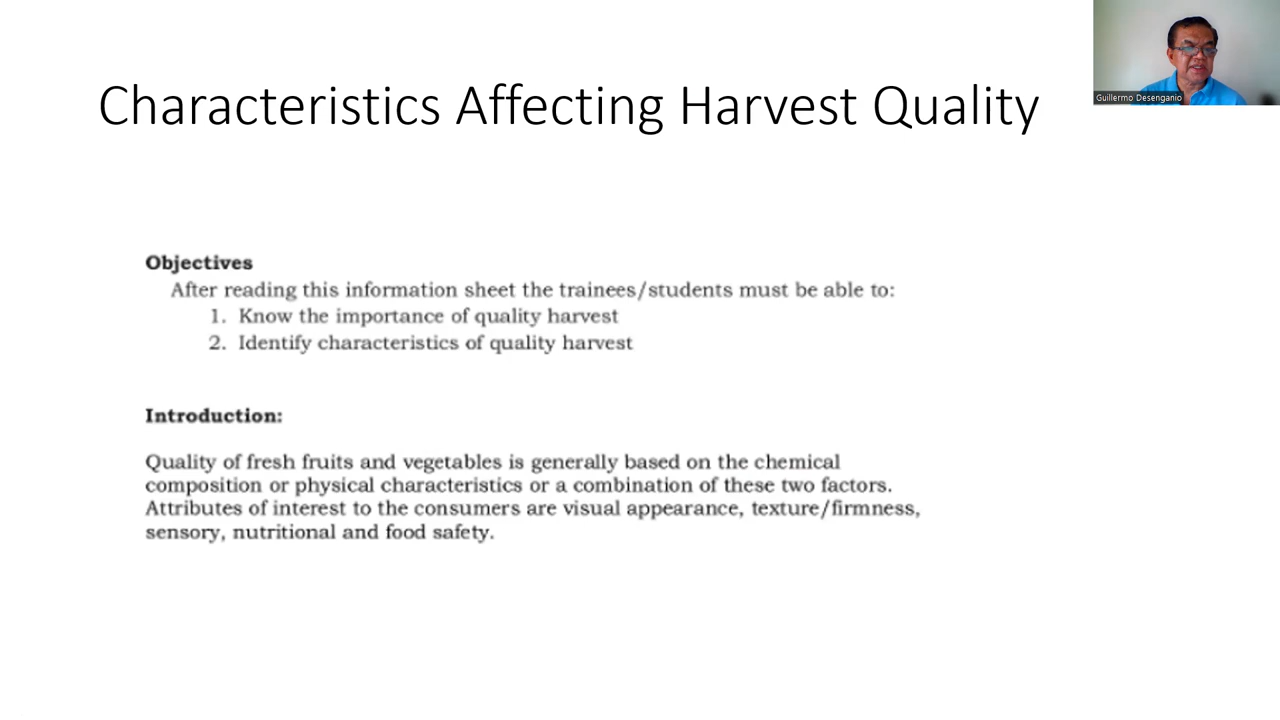 Characteristics Affecting Harvest Quality
Guillermo Desenganio
Objectives
After reading this information sheet the trainees/students must be able to:
1. Know the importance of quality harvest
2. Identify characteristics of quality harvest
Introduction:
Quality of fresh fruits and vegetables is generally based on the chemical
composition or physical characteristics or a combination of these two factors.
Attributes of interest to the consumers are visual appearance, texture/firmness,
sensory, nutritional and food safety.